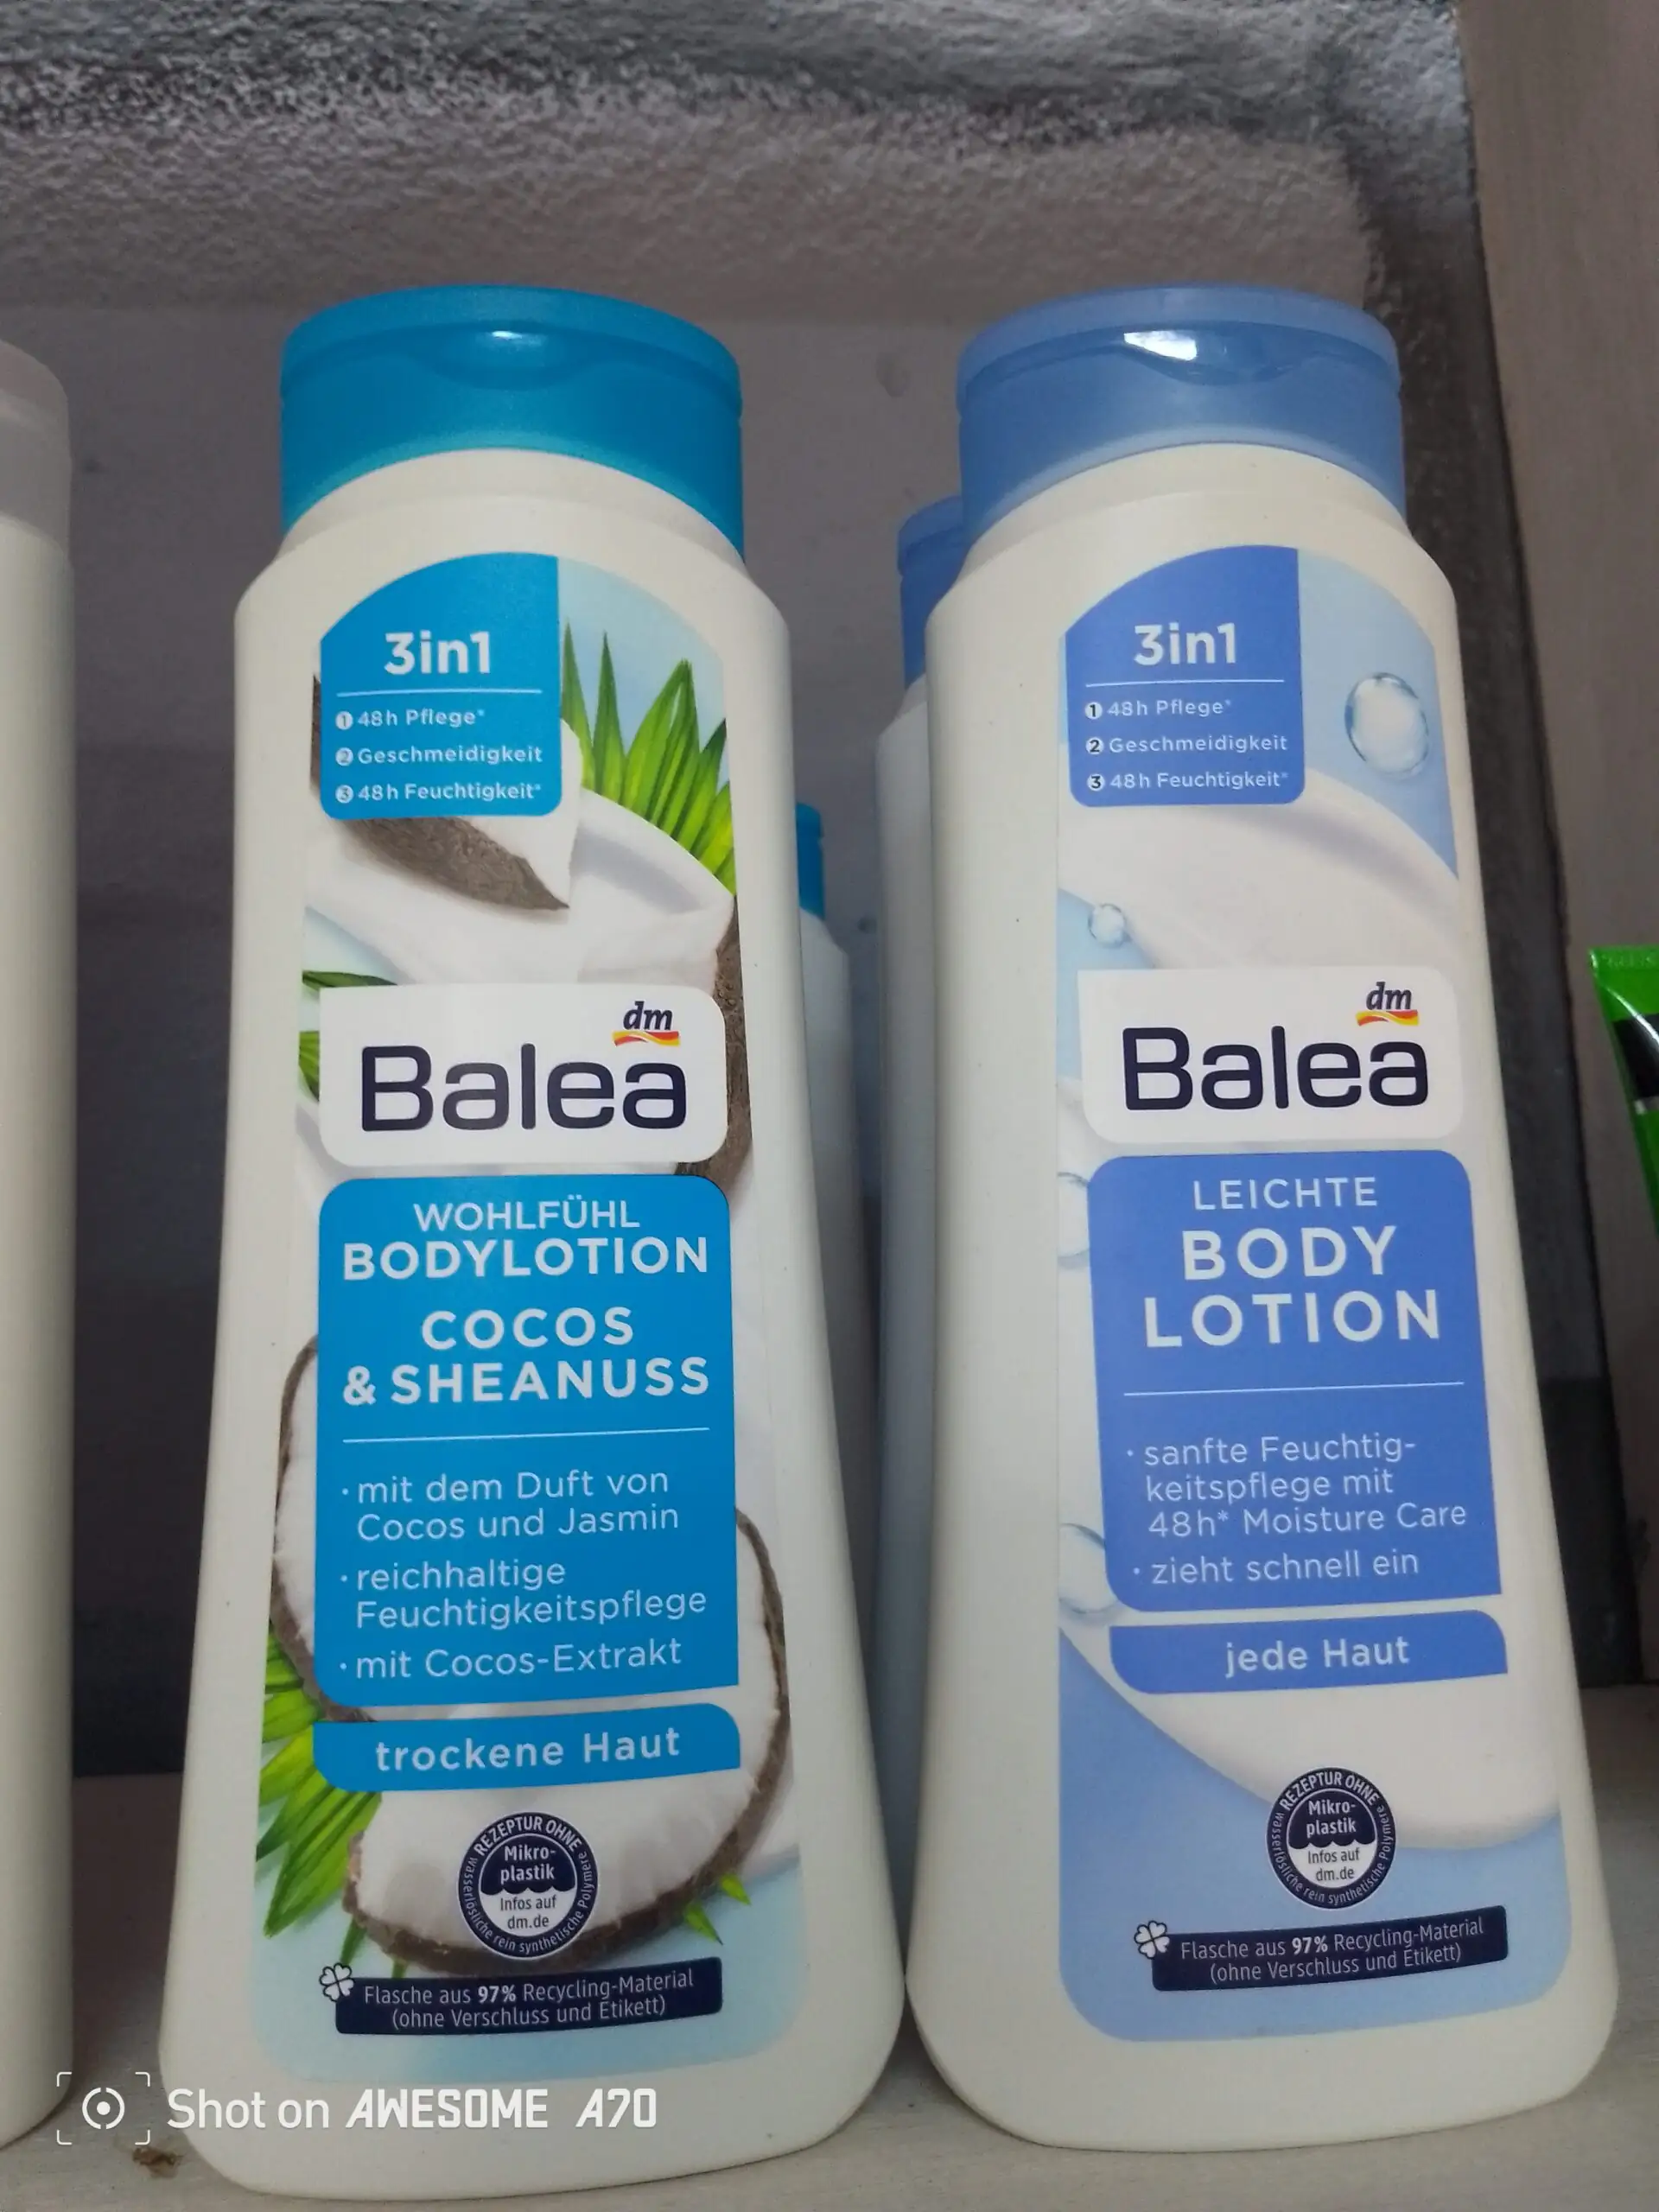 3in1
1 48h Pflege*
2 Geschmeidigkeit
3 48h Feuchtigkeit*
dm
Balea
WOHLFÜHL
BODYLOTION
COCOS
& SHEANUSS
· mit dem Duft von
Cocos und Jasmin
· reichhaltige
Feuchtigkeitspflege
· mit Cocos-Extrakt
trockene Haut
REZEPTUR OHNE
Mikro-
plastik
Infos auf
dm.de
wasserlösliche rein synthetische Polymere
Flasche aus 97% Recycling-Material
(ohne Verschluss und Etikett)
3in1
1 48h Pflege*
2 Geschmeidigkeit
3 48h Feuchtigkeit*
dm
Balea
LEICHTE
BODY
LOTION
· sanfte Feuchtig-
keitspflege mit
48h* Moisture Care
· zieht schnell ein
jede Haut
REZEPTUR OHNE
Mikro-
plastik
Infos auf
dm.de
wasserlösliche rein synthetische Polymere
Flasche aus 97% Recycling-Material
(ohne Verschluss und Etikett)
Shot on AWESOME A70